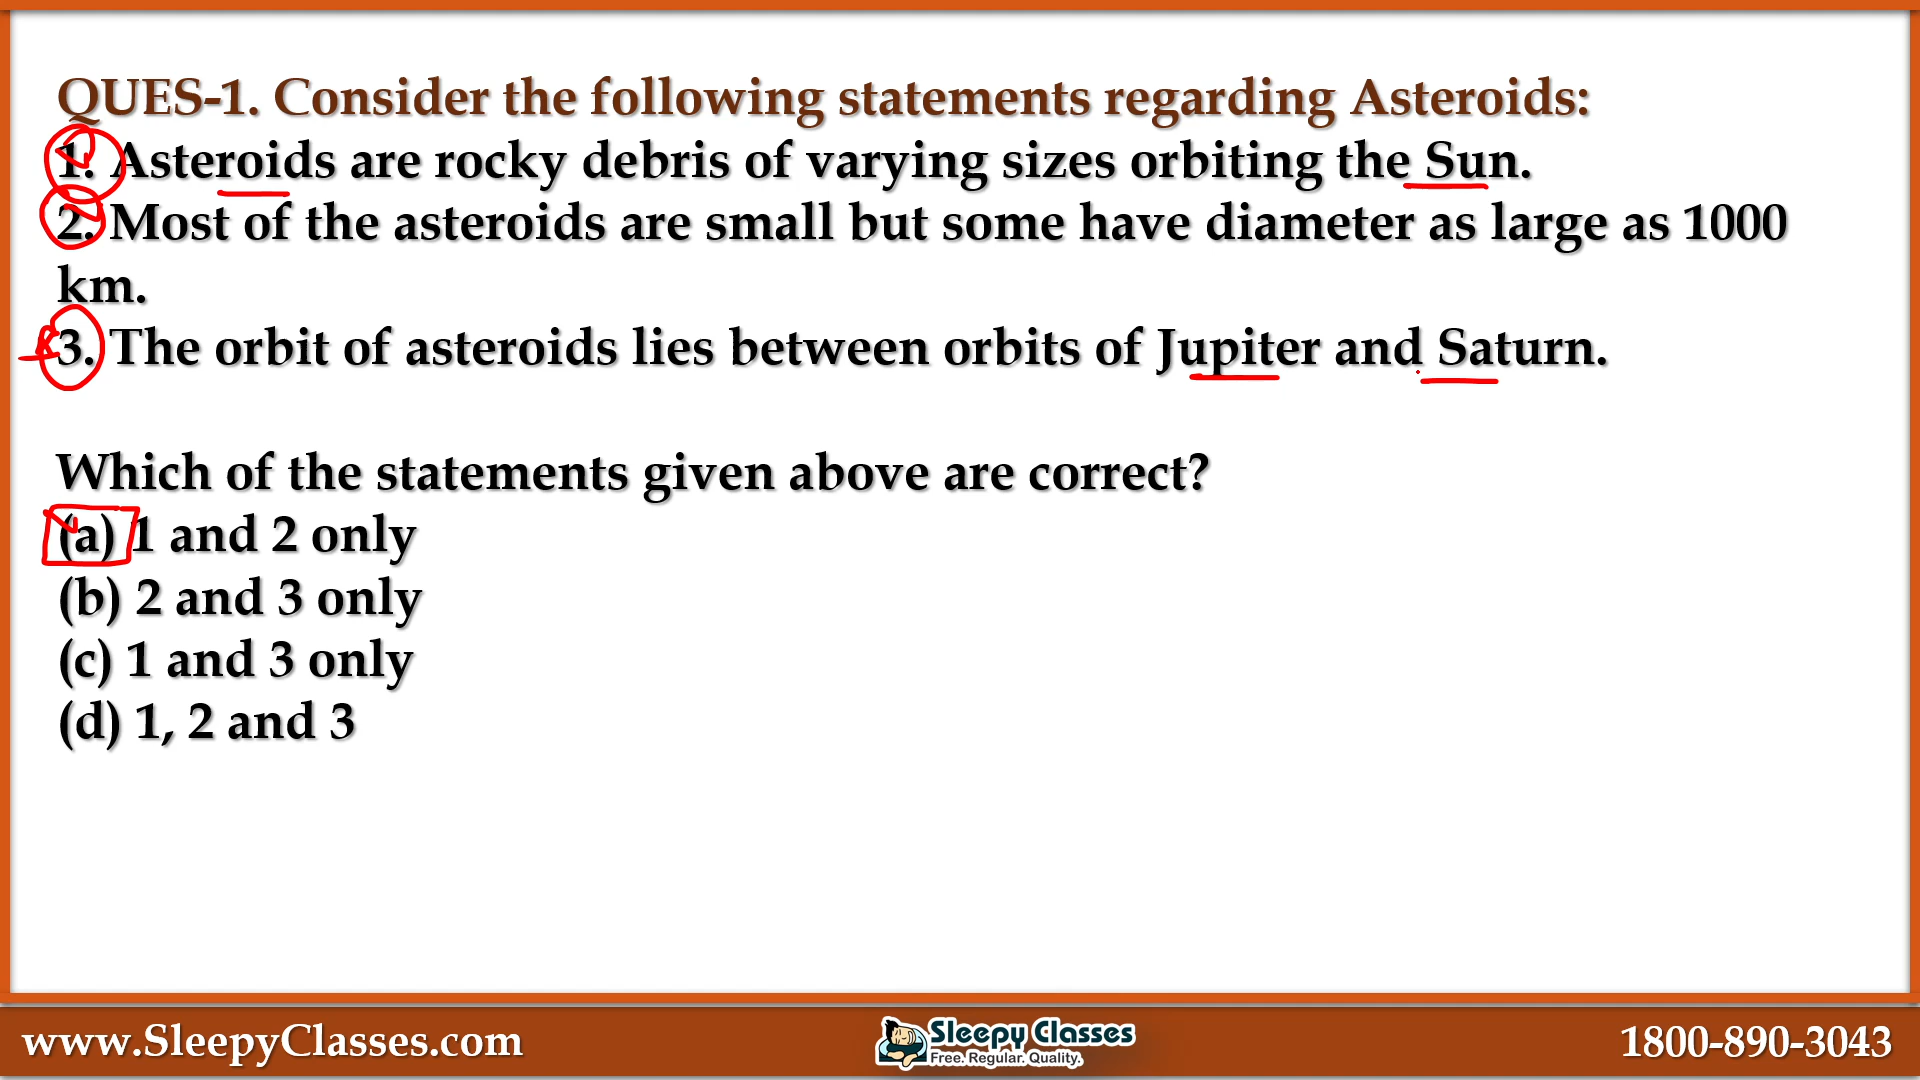 QUES-1. Consider the following statements regarding Asteroids:
1. Asteroids are rocky debris of varying sizes orbiting the Sun.
2. Most of the asteroids are small but some have diameter as large as 1000
km.
3. The orbit of asteroids lies between orbits of Jupiter and Saturn.
Which of the statements given above are correct?
(a) 1 and 2 only
(b) 2 and 3 only
(c) 1 and 3 only
(d) 1, 2 and 3
www.SleepyClasses.com
Sleepy Classes
Free. Regular. Quality.
1800-890-3043